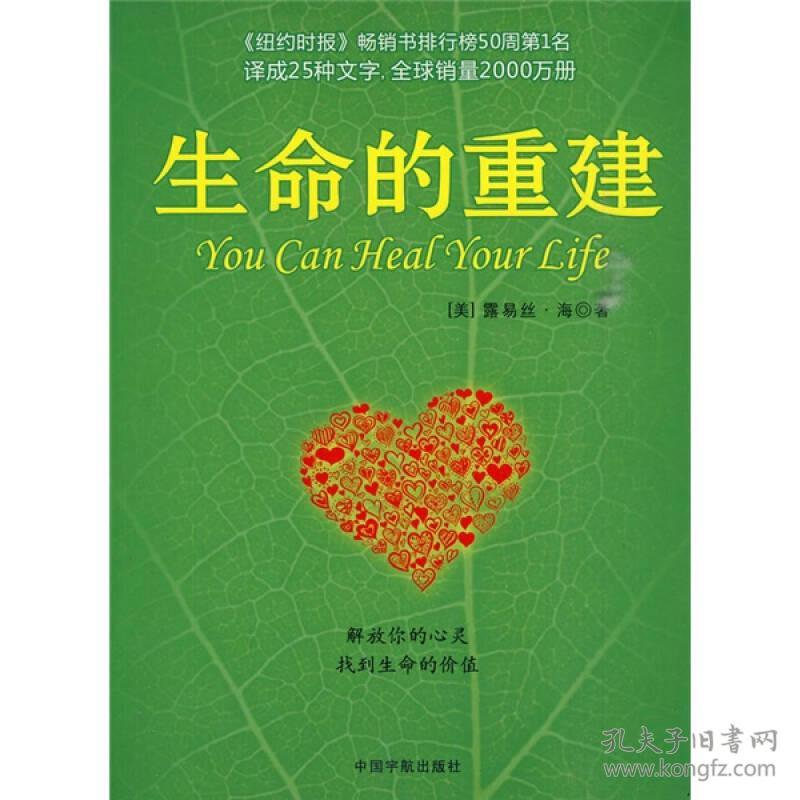 《纽约时报》畅销书排行榜50周第1名
译成25种文字,全球销量2000万册
生命的重建
You Can Heal Your Life
[美] 露易丝·海◎著
解放你的心灵
找到生命的价值
中国宇航出版社
孔夫子旧书网
www.kongfz.com